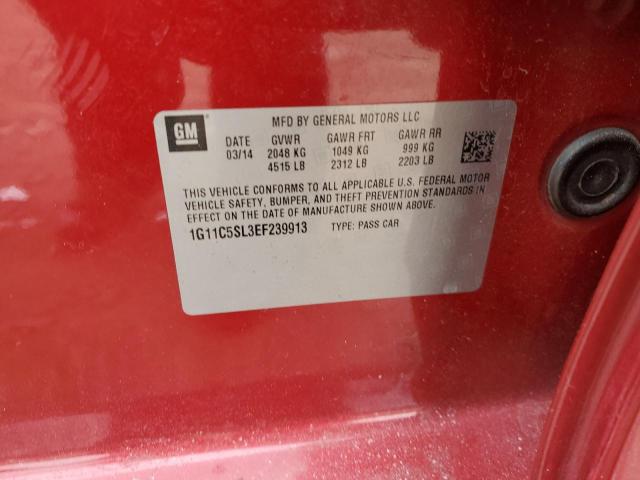 GM
MFD BY GENERAL MOTORS LLC
DATE GVWR GAWR FRT GAWR RR
03/14 2048 KG 1049 KG 999 KG
4515 LB 2312 LB 2203 LB
THIS VEHICLE CONFORMS TO ALL APPLICABLE U.S. FEDERAL MOTOR
VEHICLE SAFETY, BUMPER, AND THEFT PREVENTION STANDARDS IN
EFFECT ON THE DATE OF MANUFACTURE SHOWN ABOVE.
1G11C5SL3EF239913 TYPE: PASS CAR